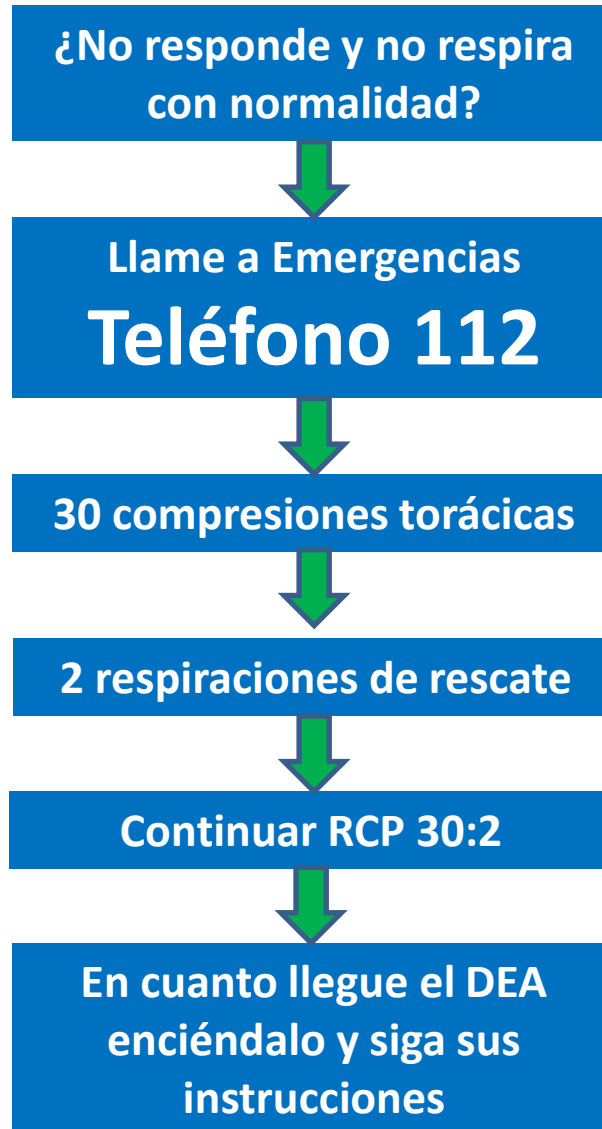 ¿No responde y no respira
con normalidad?
Llame a Emergencias
Teléfono 112
30 compresiones torácicas
2 respiraciones de rescate
Continuar RCP 30:2
En cuanto llegue el DEA
enciéndalo y siga sus
instrucciones